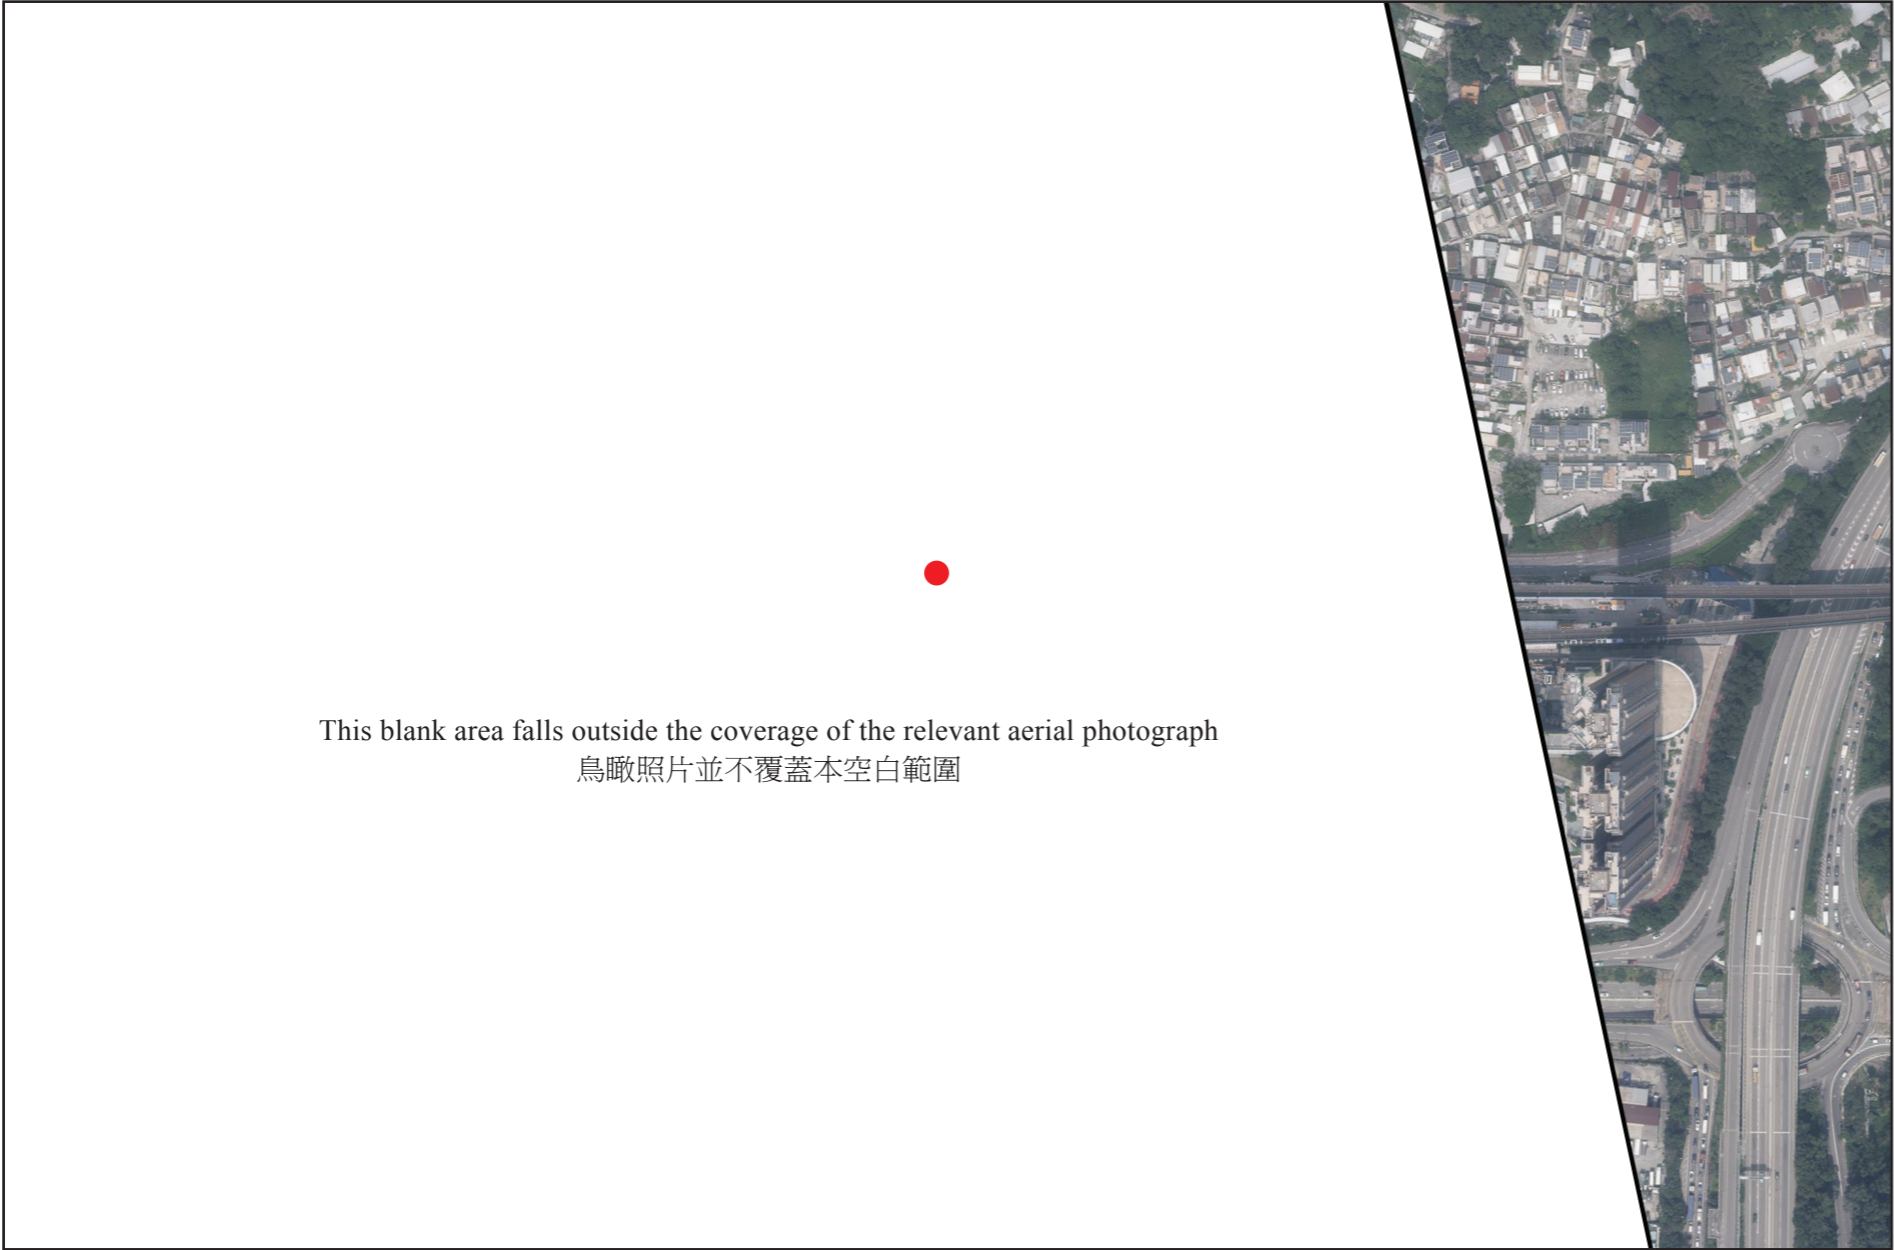 This blank area falls outside the coverage of the relevant aerial photograph
鳥瞰照片並不覆蓋本空白範圍